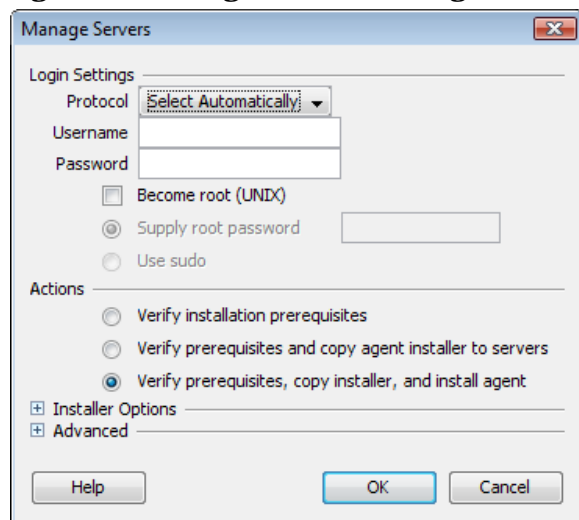 Manage Servers
Login Settings
Protocol Select Automatically
Username
Password
Become root (UNIX)
Supply root password
Use sudo
Actions
Verify installation prerequisites
Verify prerequisites and copy agent installer to servers
Verify prerequisites, copy installer, and install agent
Installer Options
Advanced
Help OK Cancel